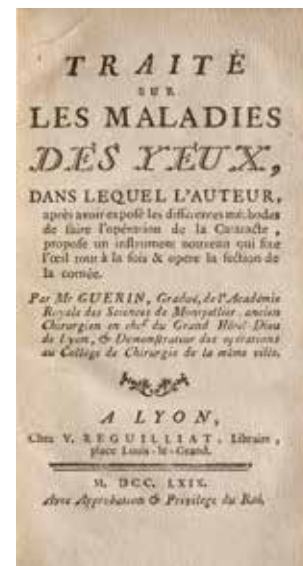 TRAITÉ
SUR
LES MALADIES
DES YEUX,
DANS LEQUEL L'AUTEUR,
après avoir exposé les différentes méthodes
de faire l'opération de la Cataracte,
propose un instrument nouveau qui fixe
l'œil tout à la fois & opere la section de
la cornée.
Par Mr GUERIN, Gradué, de l'Académie
Royale des Sciences de Montpellier, ancien
Chirurgien en chef du Grand Hôtel-Dieu
de Lyon, & Démonstrateur des opérations
au College de Chirurgie de la même ville.
A LYON,
Chez V. REGUILLIAT, Libraire,
place Louis-le-Grand.
M. DCC. LXIX.
Avec Approbation & Privilege du Roi.